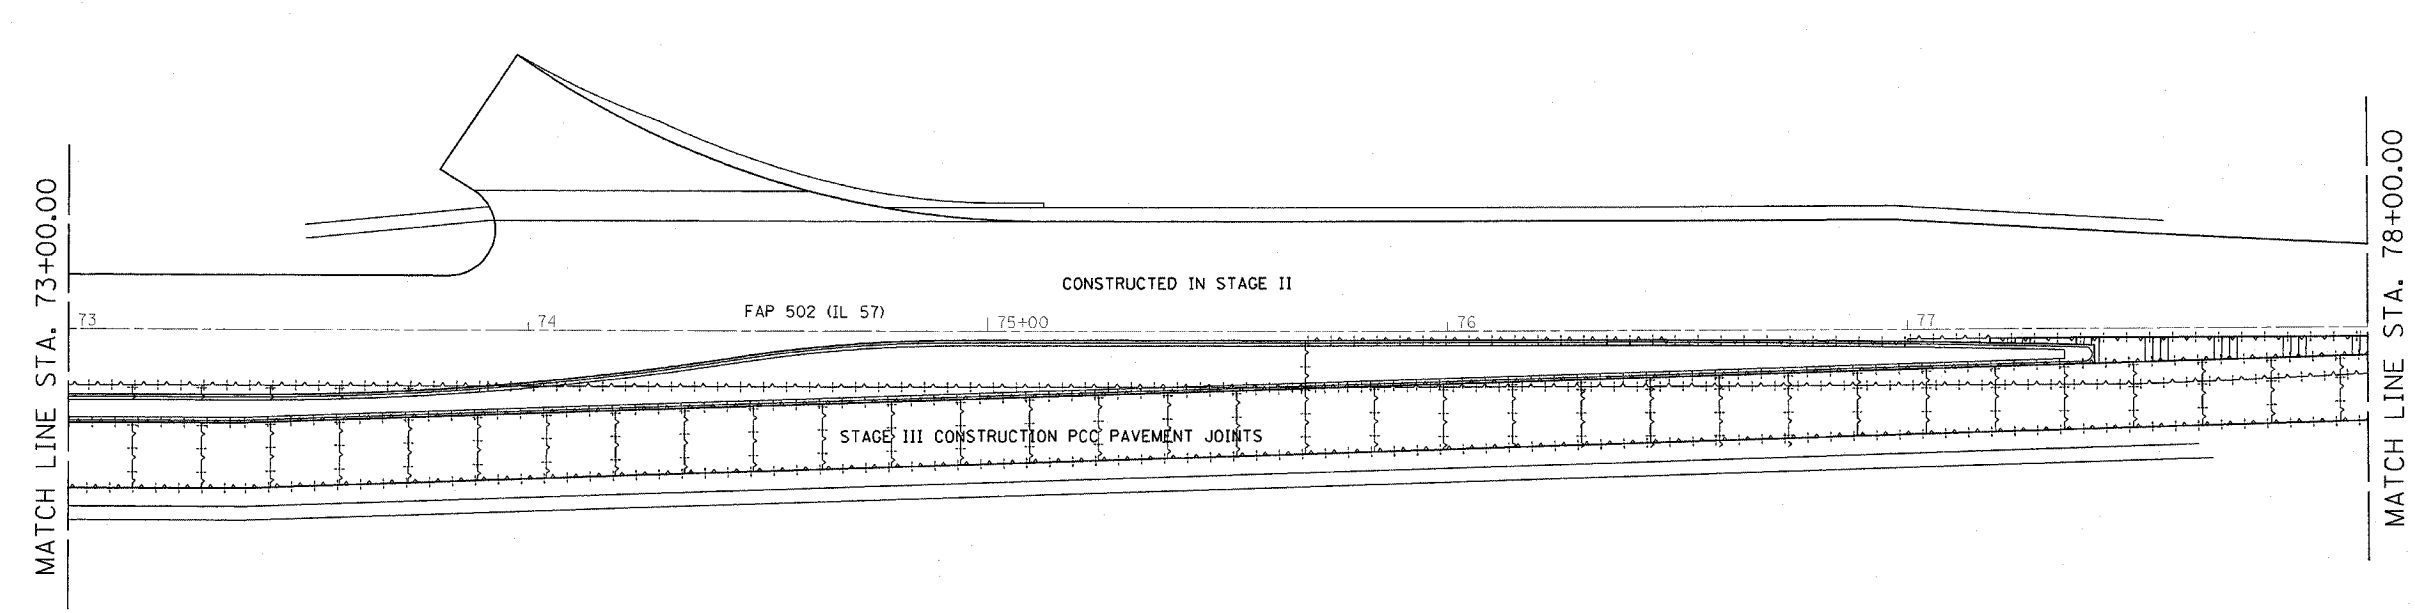 MATCH LINE STA. 73+00.00
CONSTRUCTED IN STAGE II
FAP 502 (IL 57)
73
74
75+00
76
77
STAGE III CONSTRUCTION PCC PAVEMENT JOINTS
MATCH LINE STA. 78+00.00